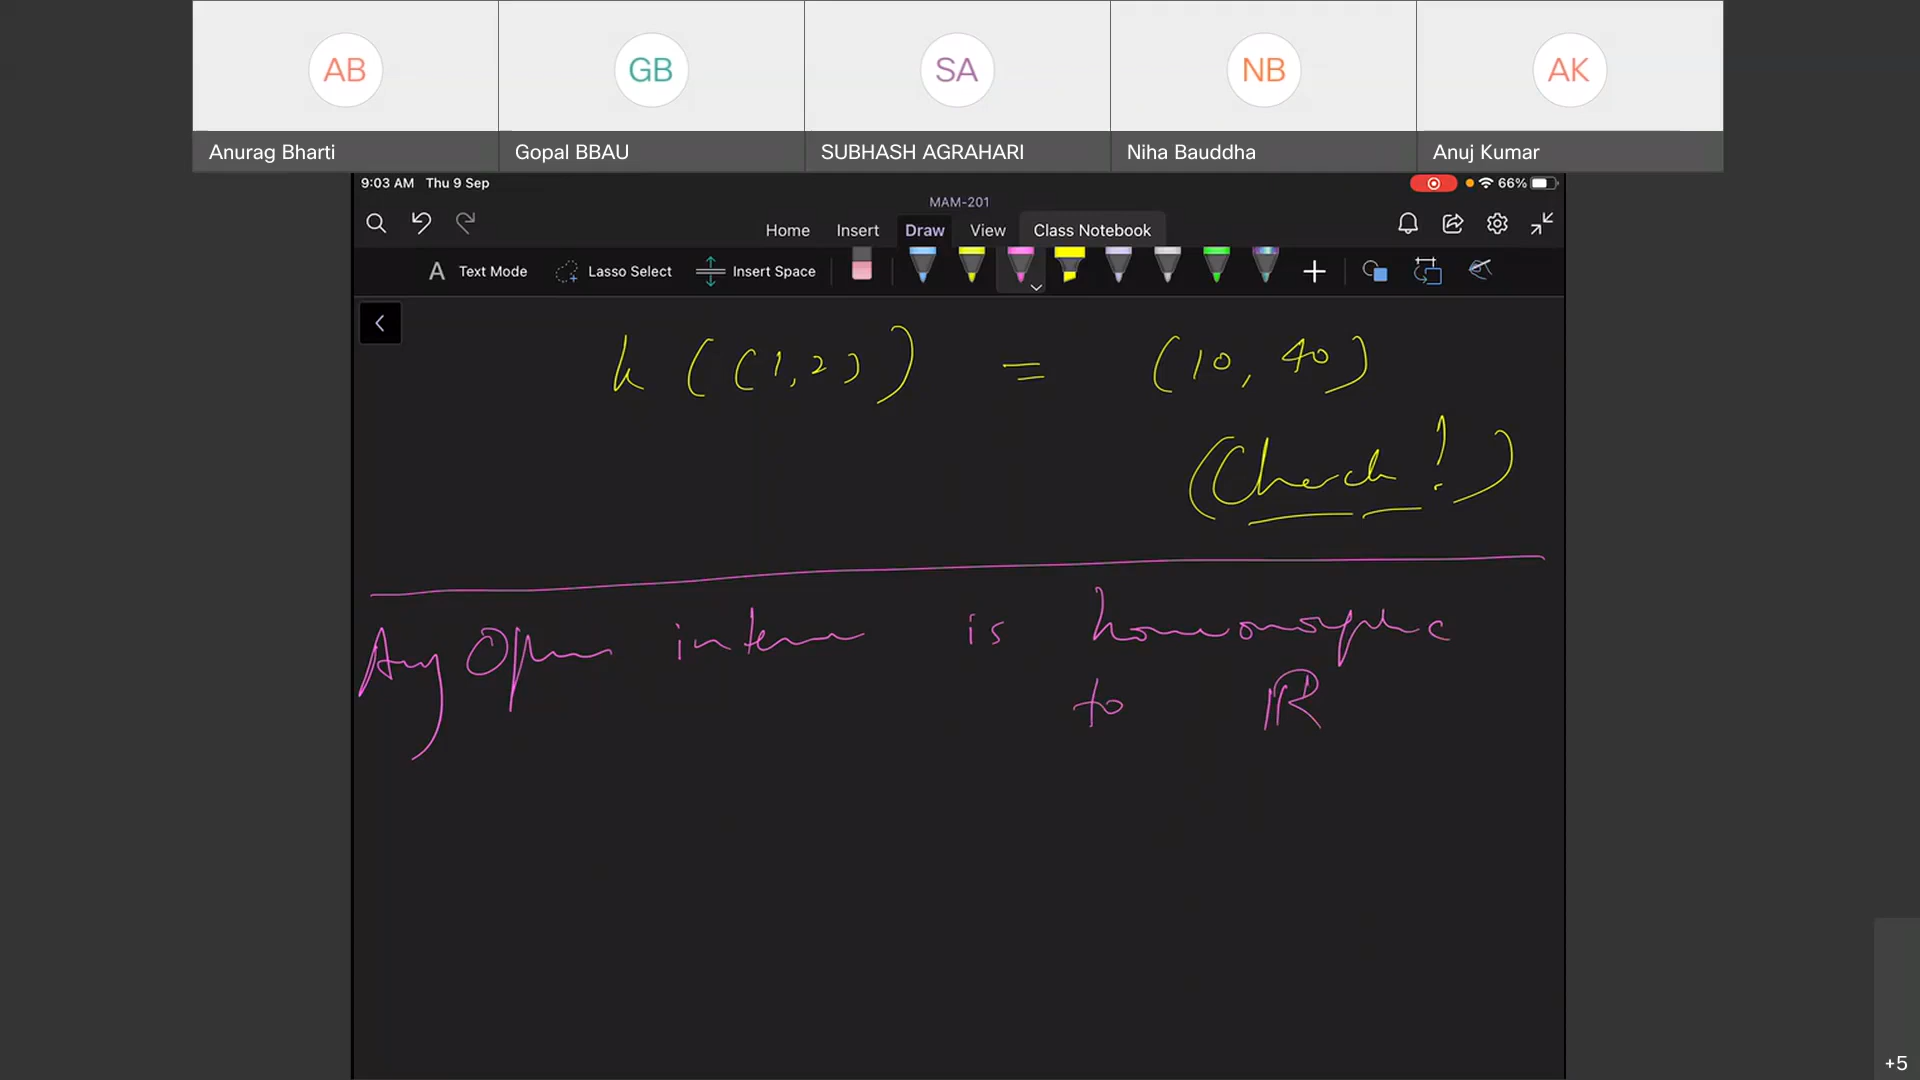 AB GB SA NB AK
Anurag Bharti Gopal BBAU SUBHASH AGRAHARI Niha Bauddha Anuj Kumar
9:03 AM Thu 9 Sep 66%
MAM-201
Home Insert Draw View Class Notebook
A Text Mode Lasso Select Insert Space
h ( (1,2) ) = (10, 40)
(Check!)
Any Open is homeomorphic
to ℝ
+5